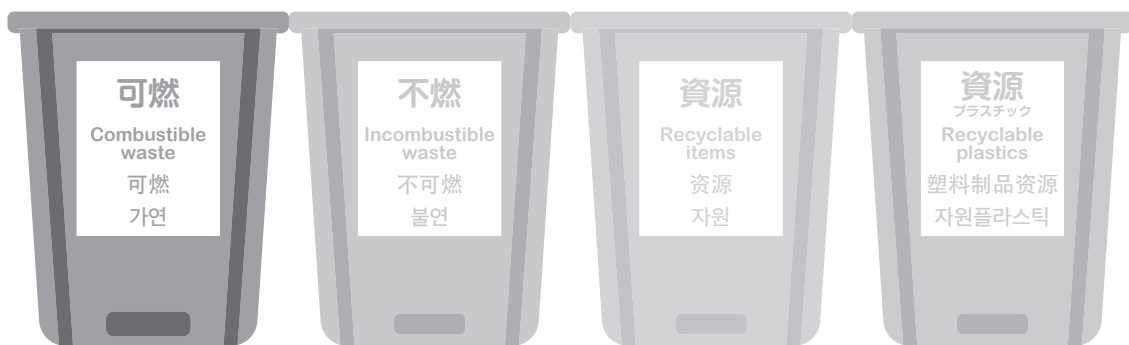 可燃
Combustible
waste
可燃
가연
不燃
Incombustible
waste
不可燃
불연
資源
Recyclable
items
资源
자원
資源
プラスチック
Recyclable
plastics
塑料制品资源
자원플라스틱